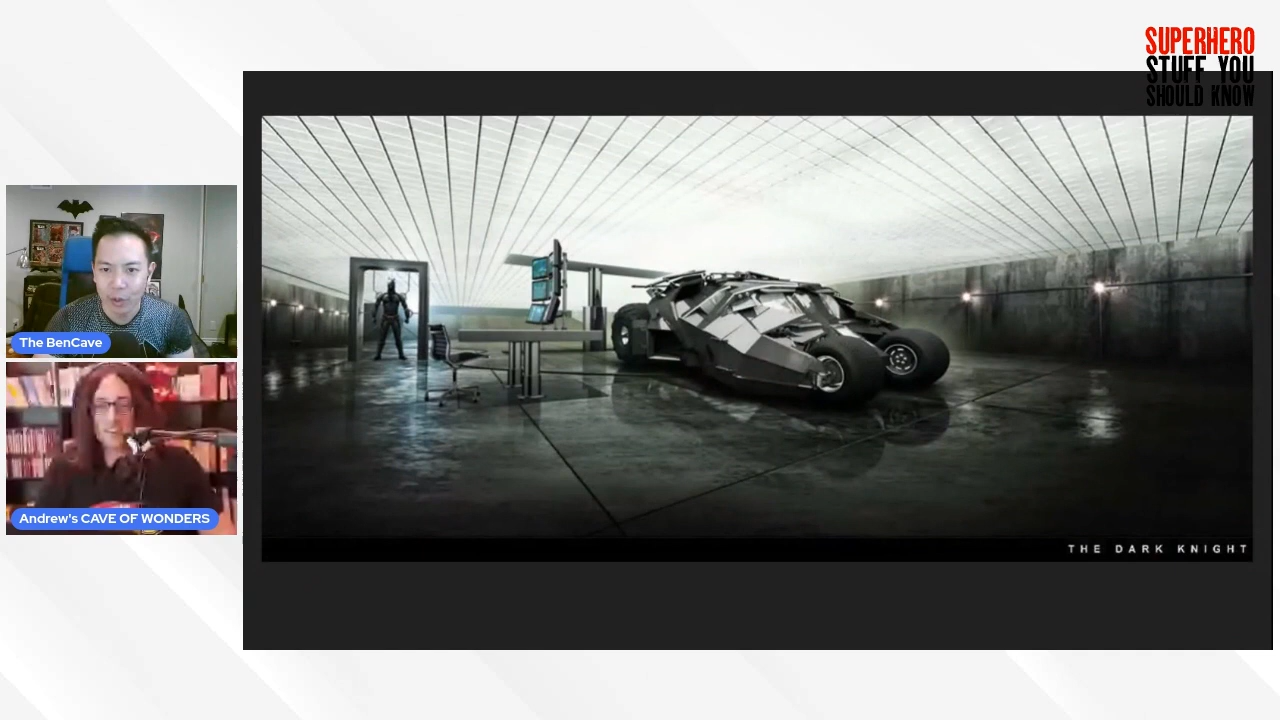 SUPERHERO
STUFF YOU
SHOULD KNOW
The BenCave
Andrew's CAVE OF WONDERS
THE DARK KNIGHT